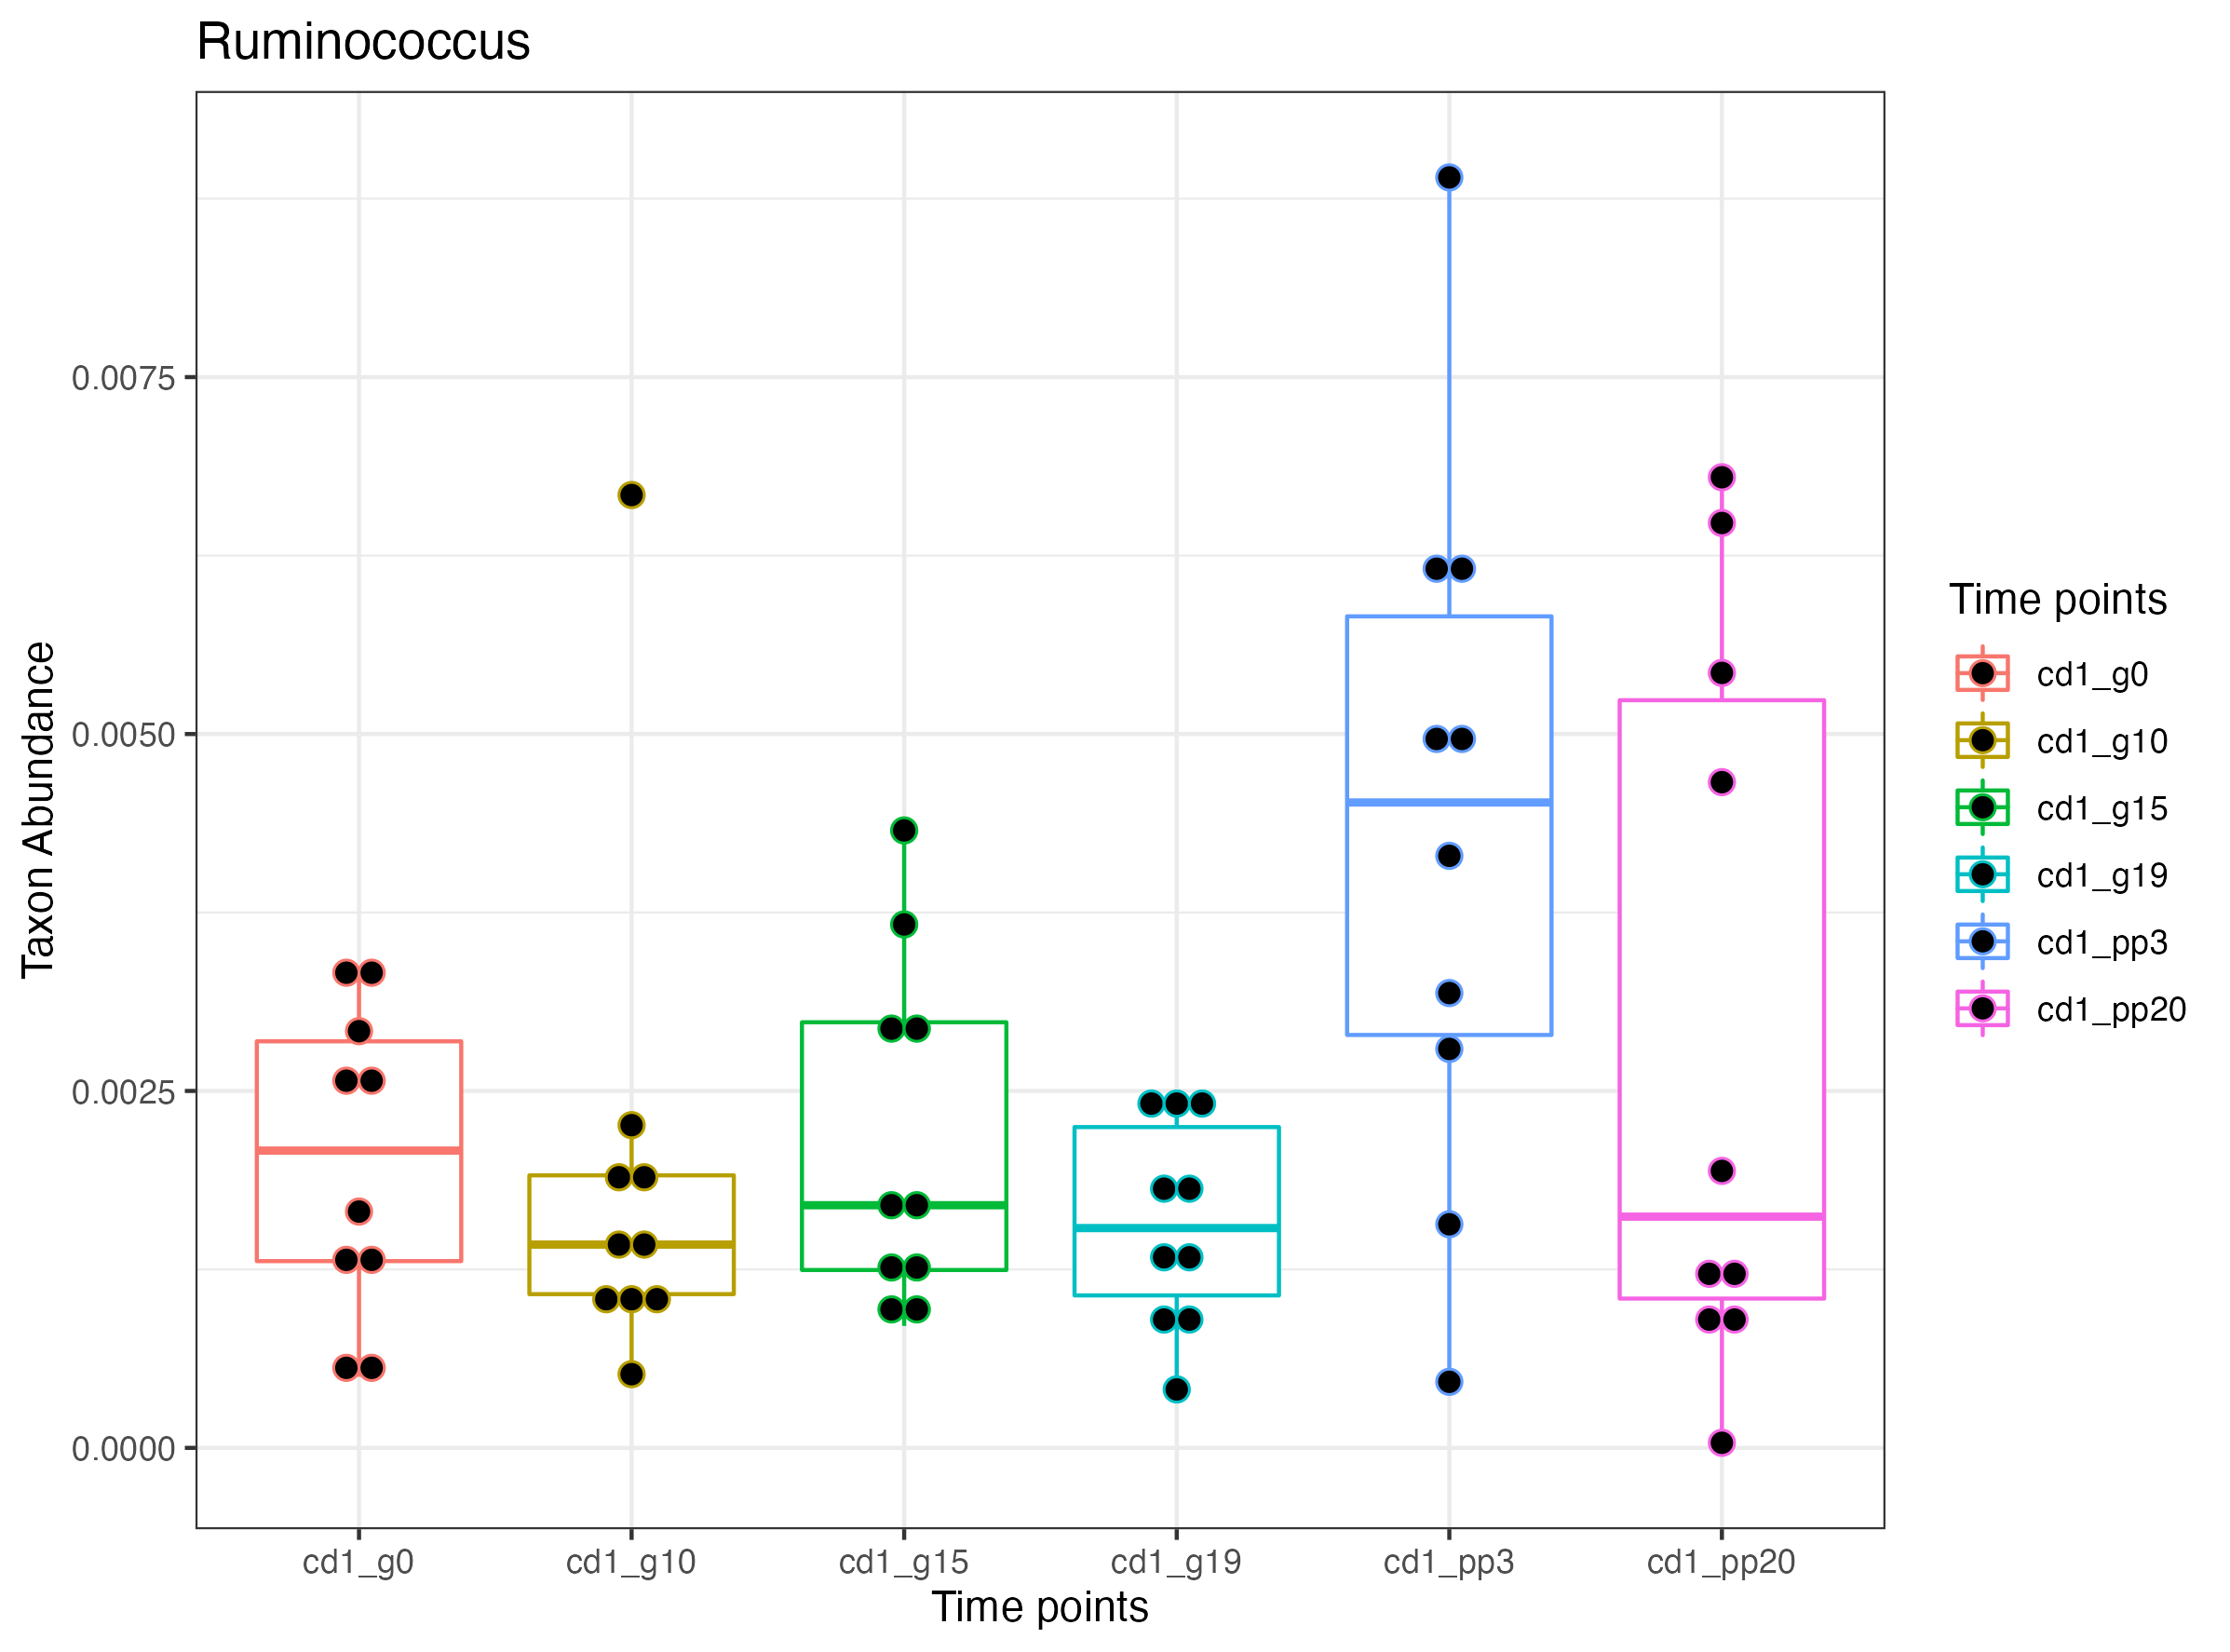 Ruminococcus
Taxon Abundance
0.0075
0.0050
0.0025
0.0000
cd1_g0
cd1_g10
cd1_g15
cd1_g19
cd1_pp3
cd1_pp20
Time points
Time points
cd1_g0
cd1_g10
cd1_g15
cd1_g19
cd1_pp3
cd1_pp20